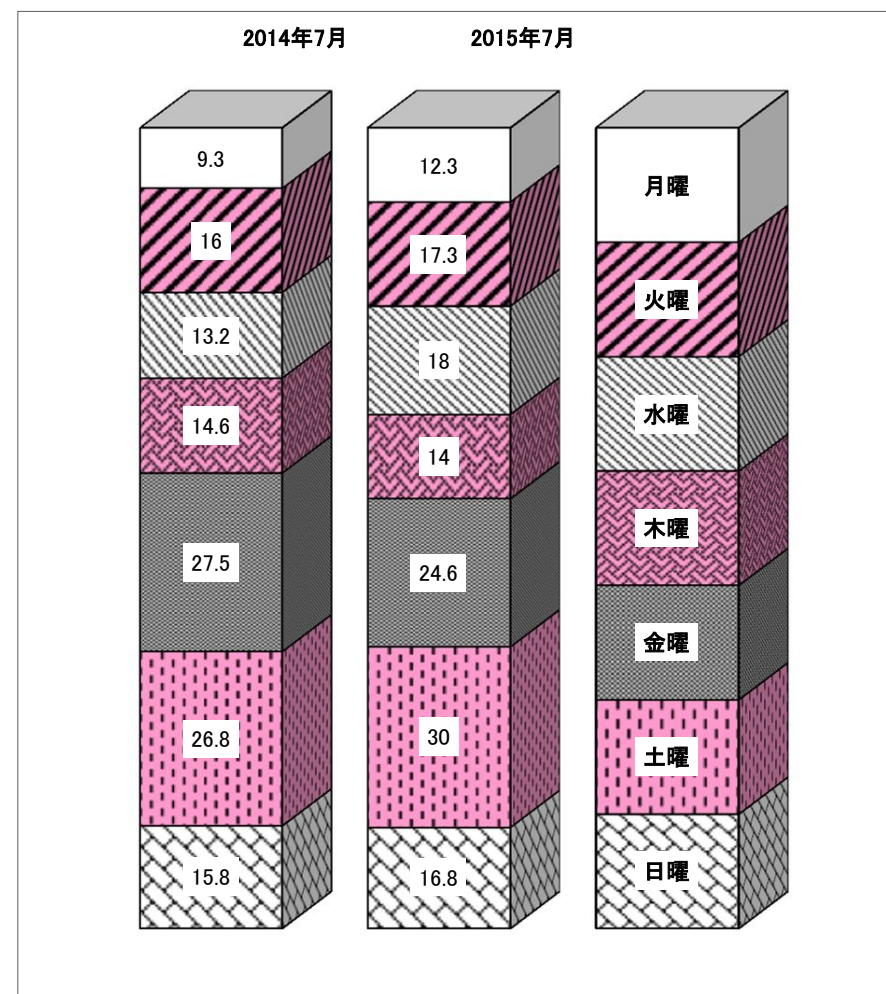 2014年7月 2015年7月
9.3 12.3 月曜
16 17.3 火曜
13.2 18 水曜
14.6 14 木曜
27.5 24.6 金曜
26.8 30 土曜
15.8 16.8 日曜